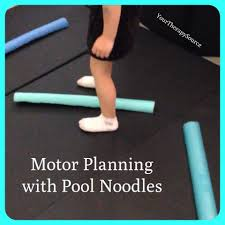 YourTherapySource
Motor Planning
with Pool Noodles